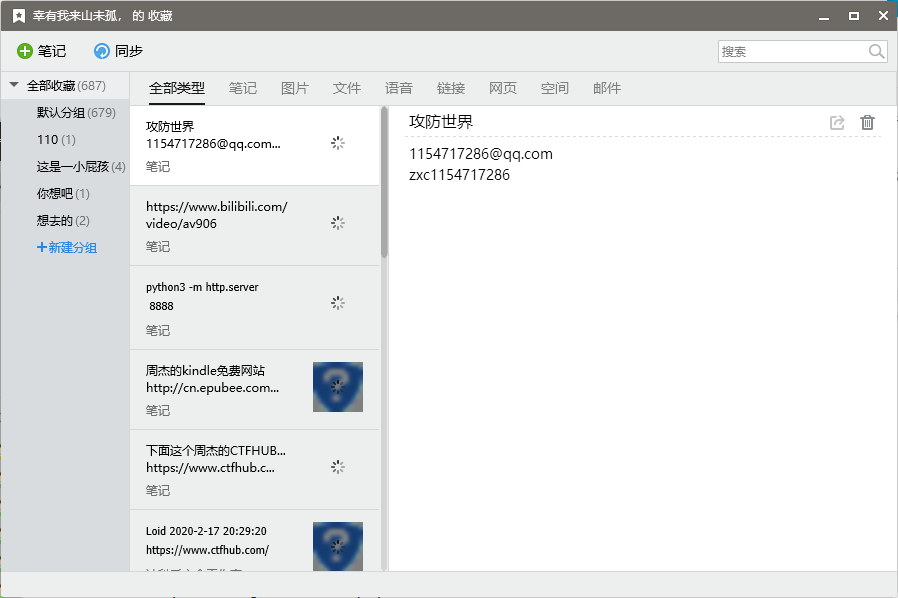 幸有我来山未孤， 的 收藏
笔记
同步
搜索
全部收藏 (687)
默认分组 (679)
110 (1)
这是一小屁孩 (4)
你想吧 (1)
想去的 (2)
+新建分组
全部类型 笔记 图片 文件 语音 链接 网页 空间 邮件
攻防世界
1154717286@qq.com...
笔记
https://www.bilibili.com/
video/av906
笔记
python3 -m http.server
8888
笔记
周杰的kindle免费网站
http://cn.epubee.com...
笔记
下面这个周杰的CTFHUB...
https://www.ctfhub.c...
笔记
Loid 2020-2-17 20:29:20
https://www.ctfhub.com/
攻防世界
1154717286@qq.com
zxc1154717286